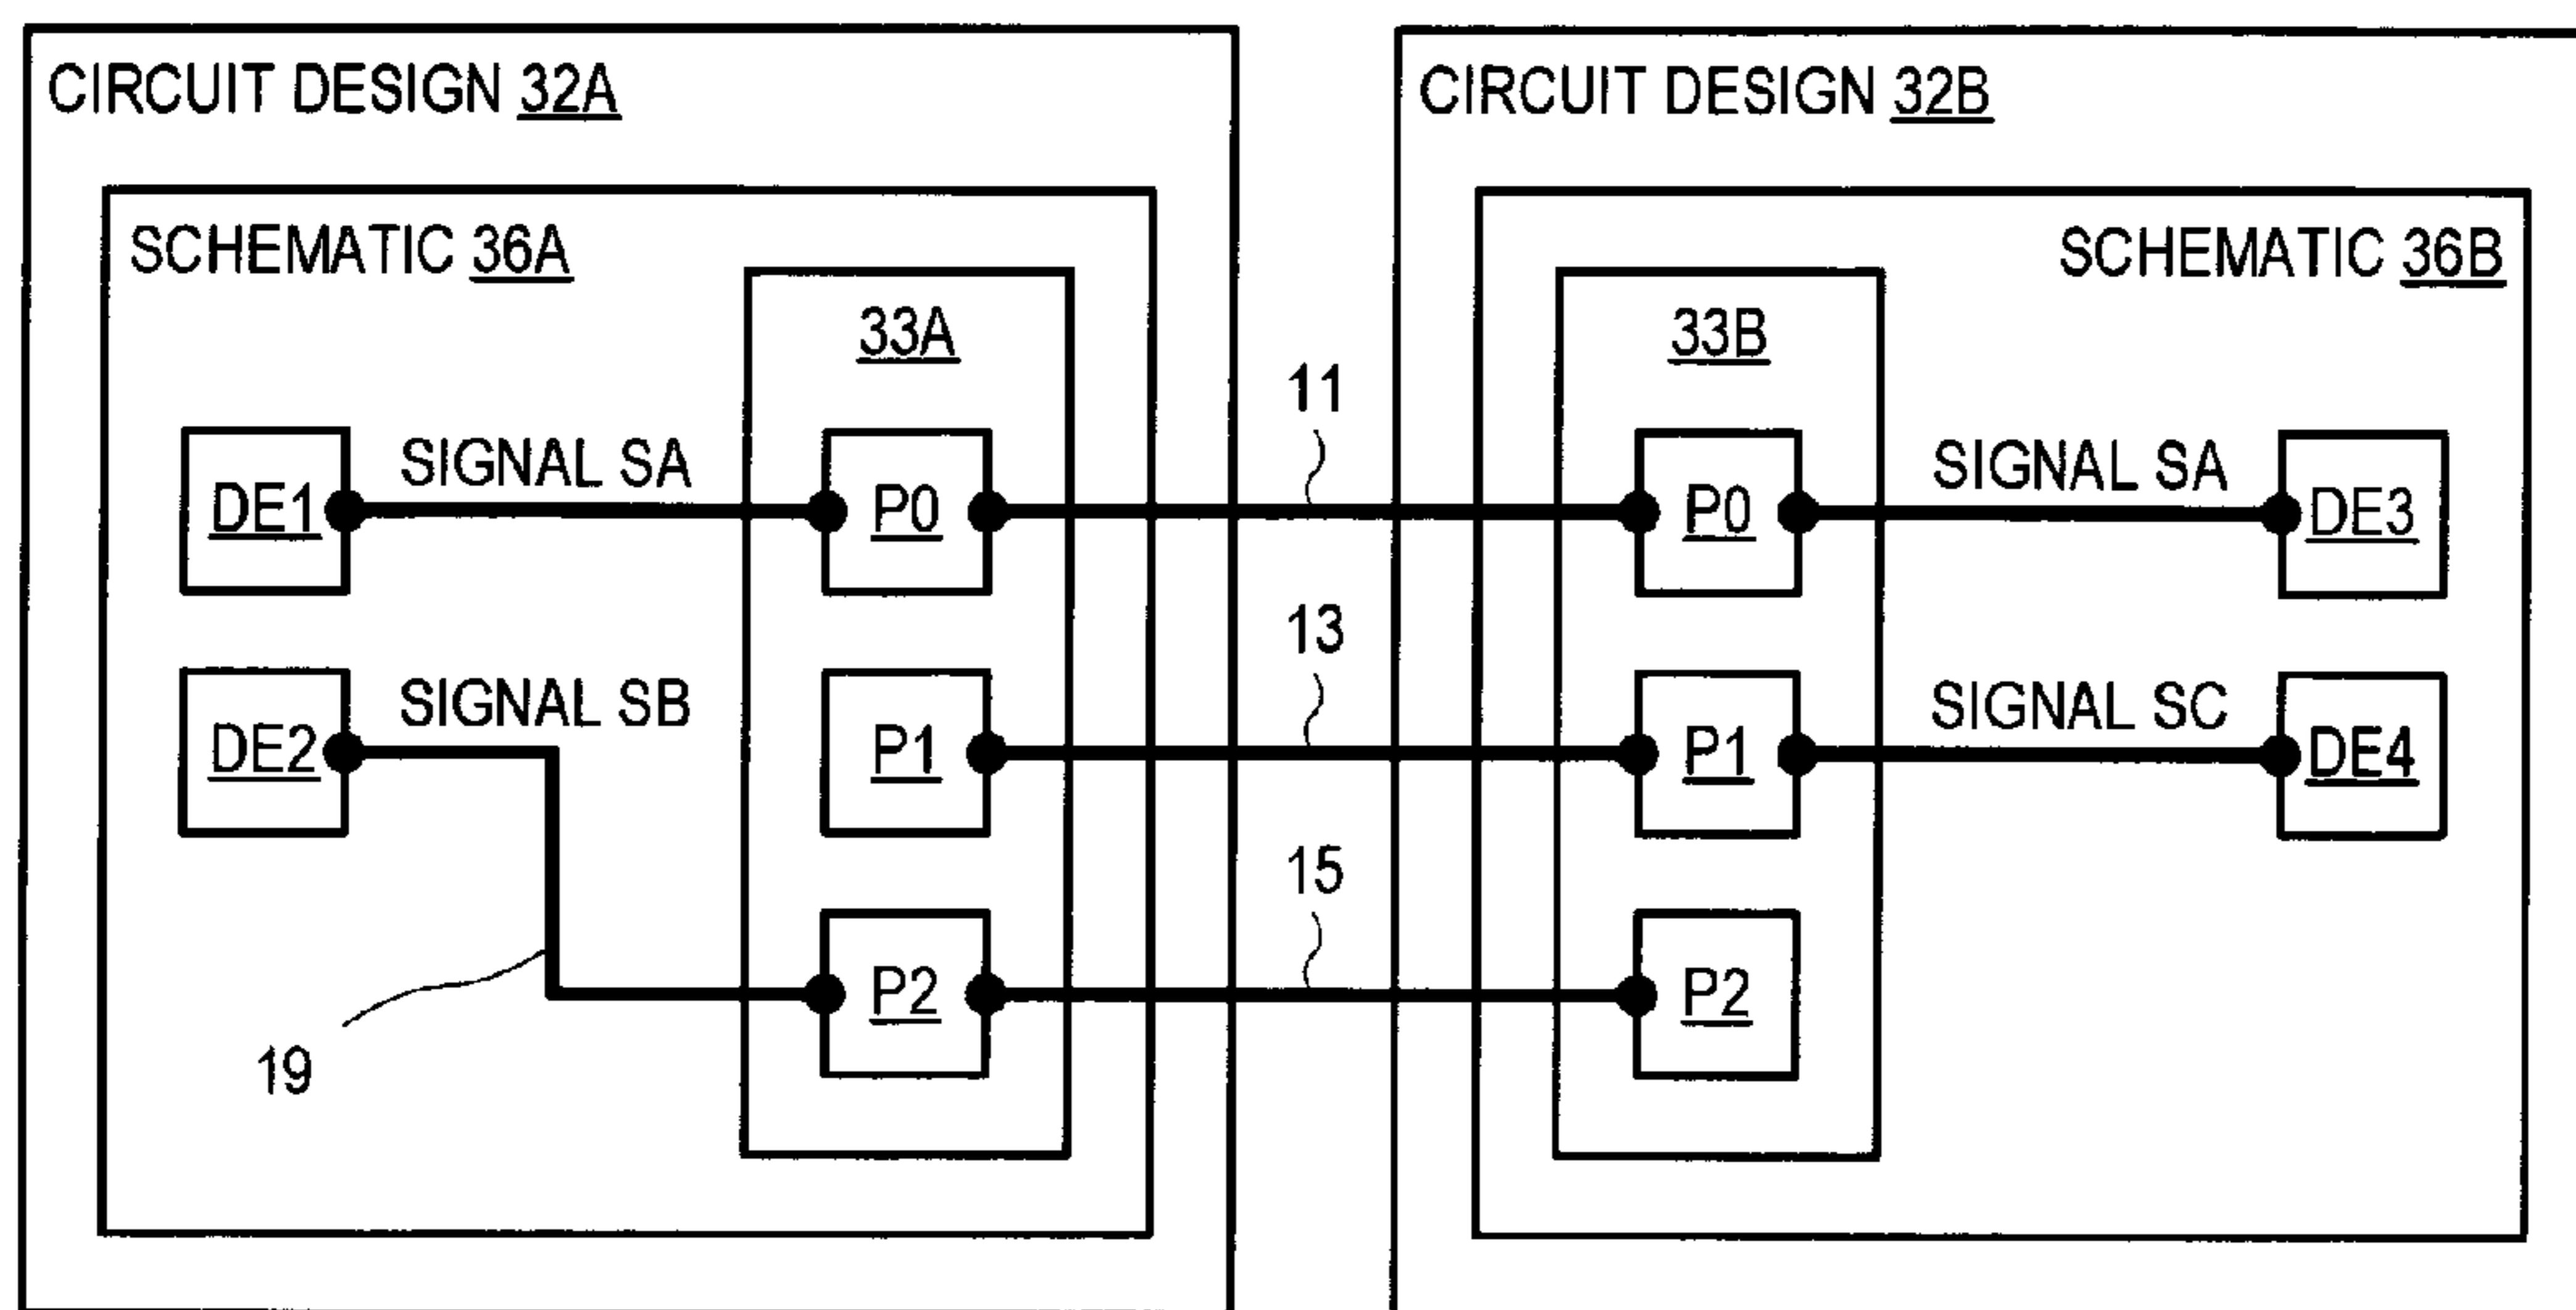 CIRCUIT DESIGN 32A
SCHEMATIC 36A
33A
DE1
SIGNAL SA
P0
DE2
SIGNAL SB
P1
P2
19
11
13
15
CIRCUIT DESIGN 32B
SCHEMATIC 36B
33B
P0
SIGNAL SA
DE3
P1
SIGNAL SC
DE4
P2